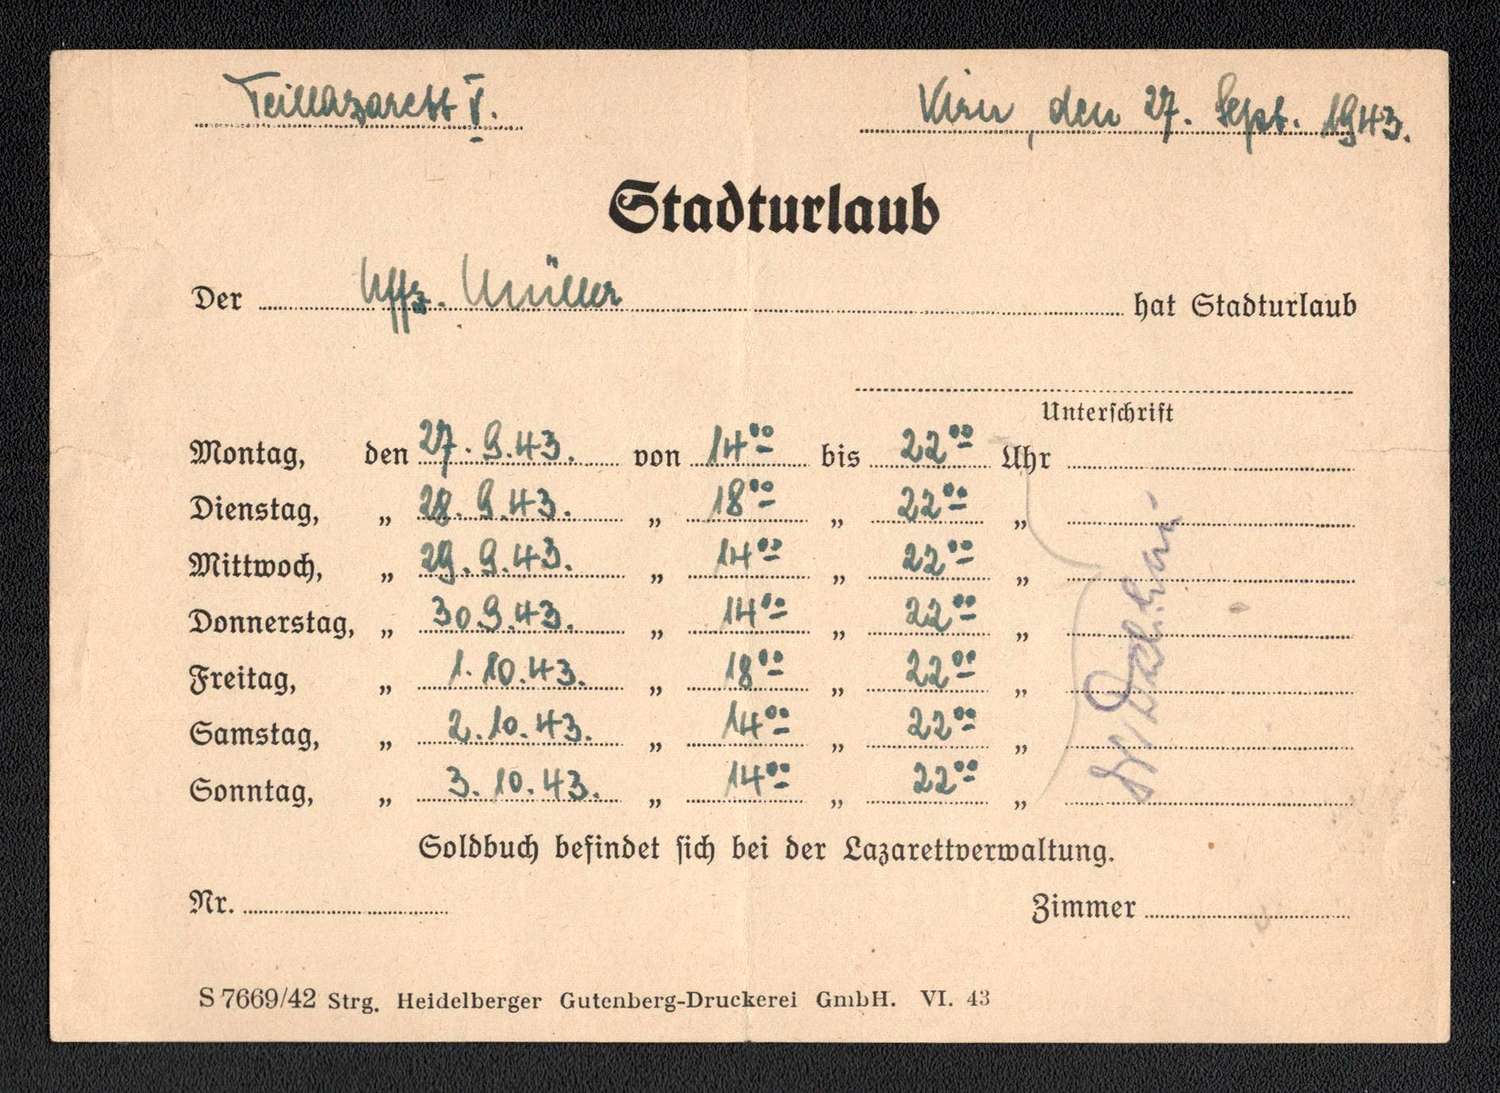 Teillazarett V.
Kirn, den 27. Sept. 1943.
Stadturlaub
Der Uffz. Müller hat Stadturlaub
Unterschrift
Montag, den 27.9.43. von 14⁰⁰ bis 22⁰⁰ Uhr
Dienstag, „ 28.9.43. „ 18⁰⁰ „ 22⁰⁰ „
Mittwoch, „ 29.9.43. „ 14⁰⁰ „ 22⁰⁰ „
Donnerstag, „ 30.9.43. „ 14⁰⁰ „ 22⁰⁰ „
Freitag, „ 1.10.43. „ 18⁰⁰ „ 22⁰⁰ „
Samstag, „ 2.10.43. „ 14⁰⁰ „ 22⁰⁰ „
Sonntag, „ 3.10.43. „ 14⁰⁰ „ 22⁰⁰ „
Soldbuch befindet sich bei der Lazarettverwaltung.
Nr. Zimmer
S 7669/42 Strg. Heidelberger Gutenberg-Druckerei GmbH. VI. 43